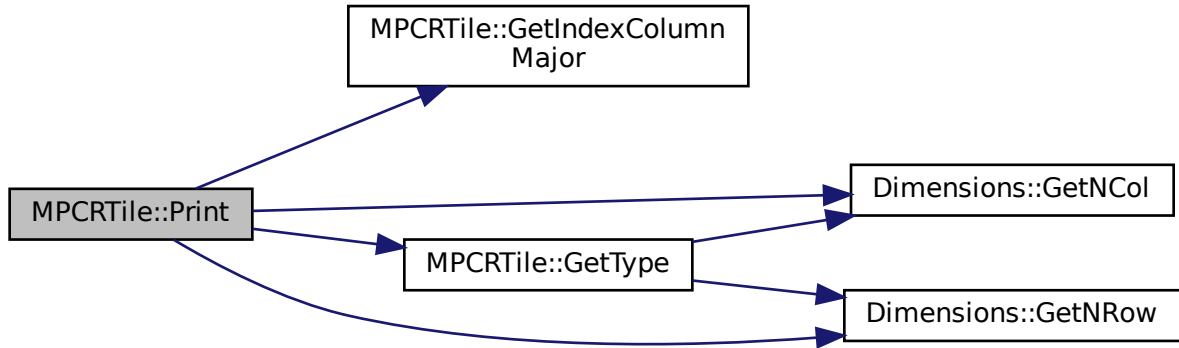 MPCRTile::GetIndexColumn
Major
MPCRTile::Print
Dimensions::GetNCol
MPCRTile::GetType
Dimensions::GetNRow